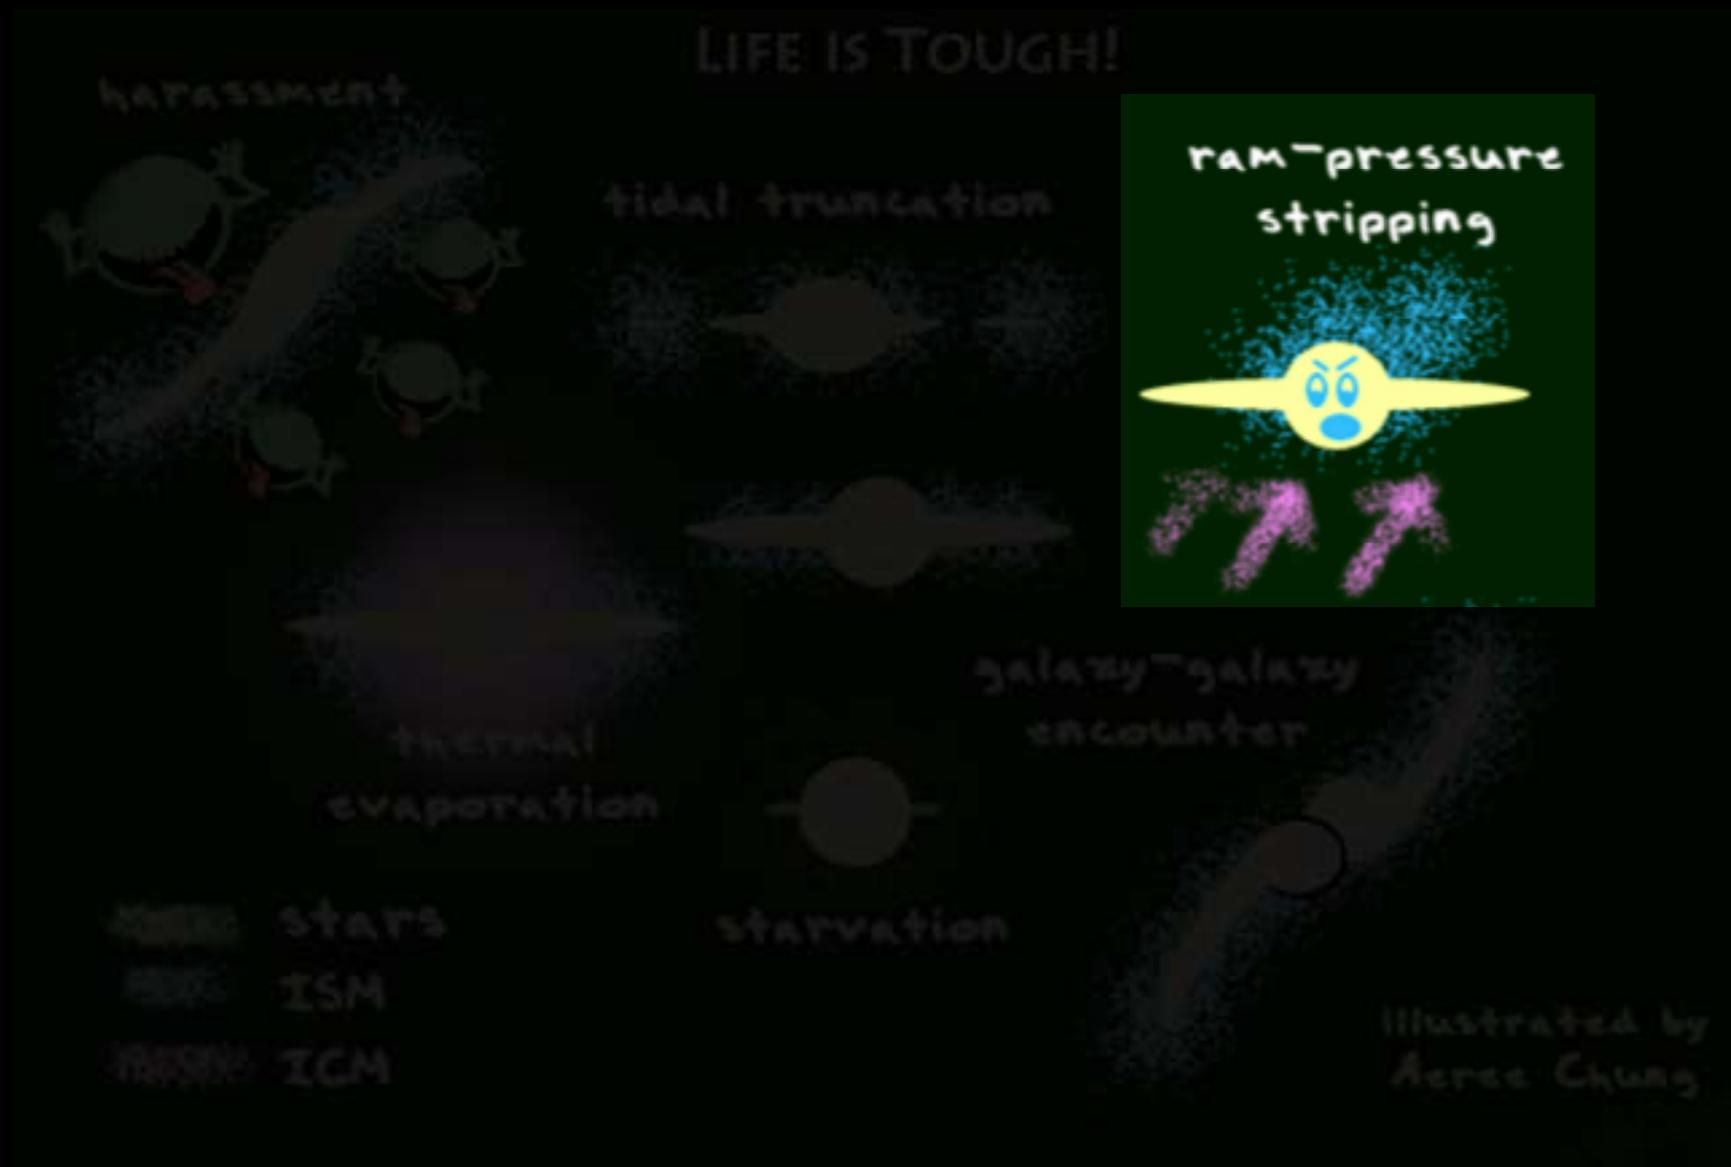 LIFE IS TOUGH!
harassment
tidal truncation
ram-pressure
stripping
thermal
evaporation
galaxy-galaxy
encounter
starvation
stars
ISM
ICM
Illustrated by
Aeree Chung